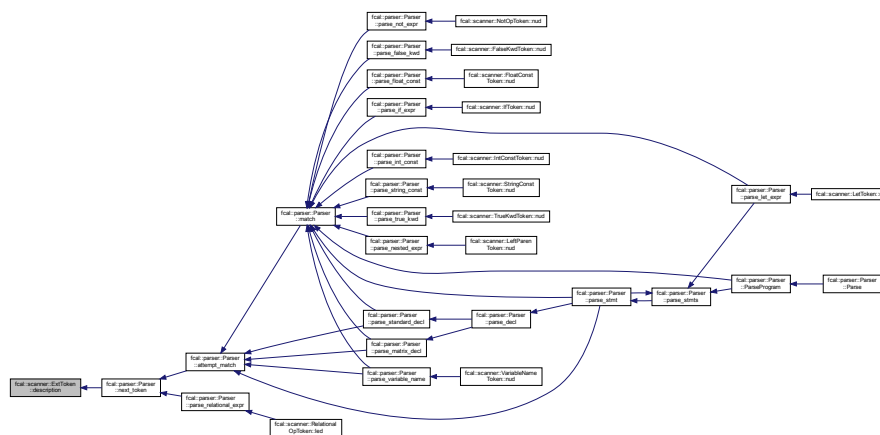 fcal::parser::Parser
::parse_not_expr
fcal::scanner::NotOpToken::nud
fcal::parser::Parser
::parse_false_kwd
fcal::scanner::FalseKwdToken::nud
fcal::parser::Parser
::parse_float_const
fcal::scanner::FloatConst
Token::nud
fcal::parser::Parser
::parse_if_expr
fcal::scanner::IfToken::nud
fcal::parser::Parser
::parse_int_const
fcal::scanner::IntConstToken::nud
fcal::parser::Parser
::parse_string_const
fcal::scanner::StringConst
Token::nud
fcal::parser::Parser
::parse_let_expr
fcal::scanner::LetToken::
fcal::parser::Parser
::match
fcal::parser::Parser
::parse_true_kwd
fcal::scanner::TrueKwdToken::nud
fcal::parser::Parser
::parse_nested_expr
fcal::scanner::LeftParen
Token::nud
fcal::parser::Parser
::parse_stmt
fcal::parser::Parser
::parse_stmts
fcal::parser::Parser
::ParseProgram
fcal::parser::Parser
::Parse
fcal::parser::Parser
::parse_standard_decl
fcal::parser::Parser
::parse_decl
fcal::parser::Parser
::parse_matrix_decl
fcal::parser::Parser
::attempt_match
fcal::parser::Parser
::parse_variable_name
fcal::scanner::VariableName
Token::nud
fcal::scanner::ExtToken
::description
fcal::parser::Parser
::next_token
fcal::parser::Parser
::parse_relational_expr
fcal::scanner::Relational
OpToken::led